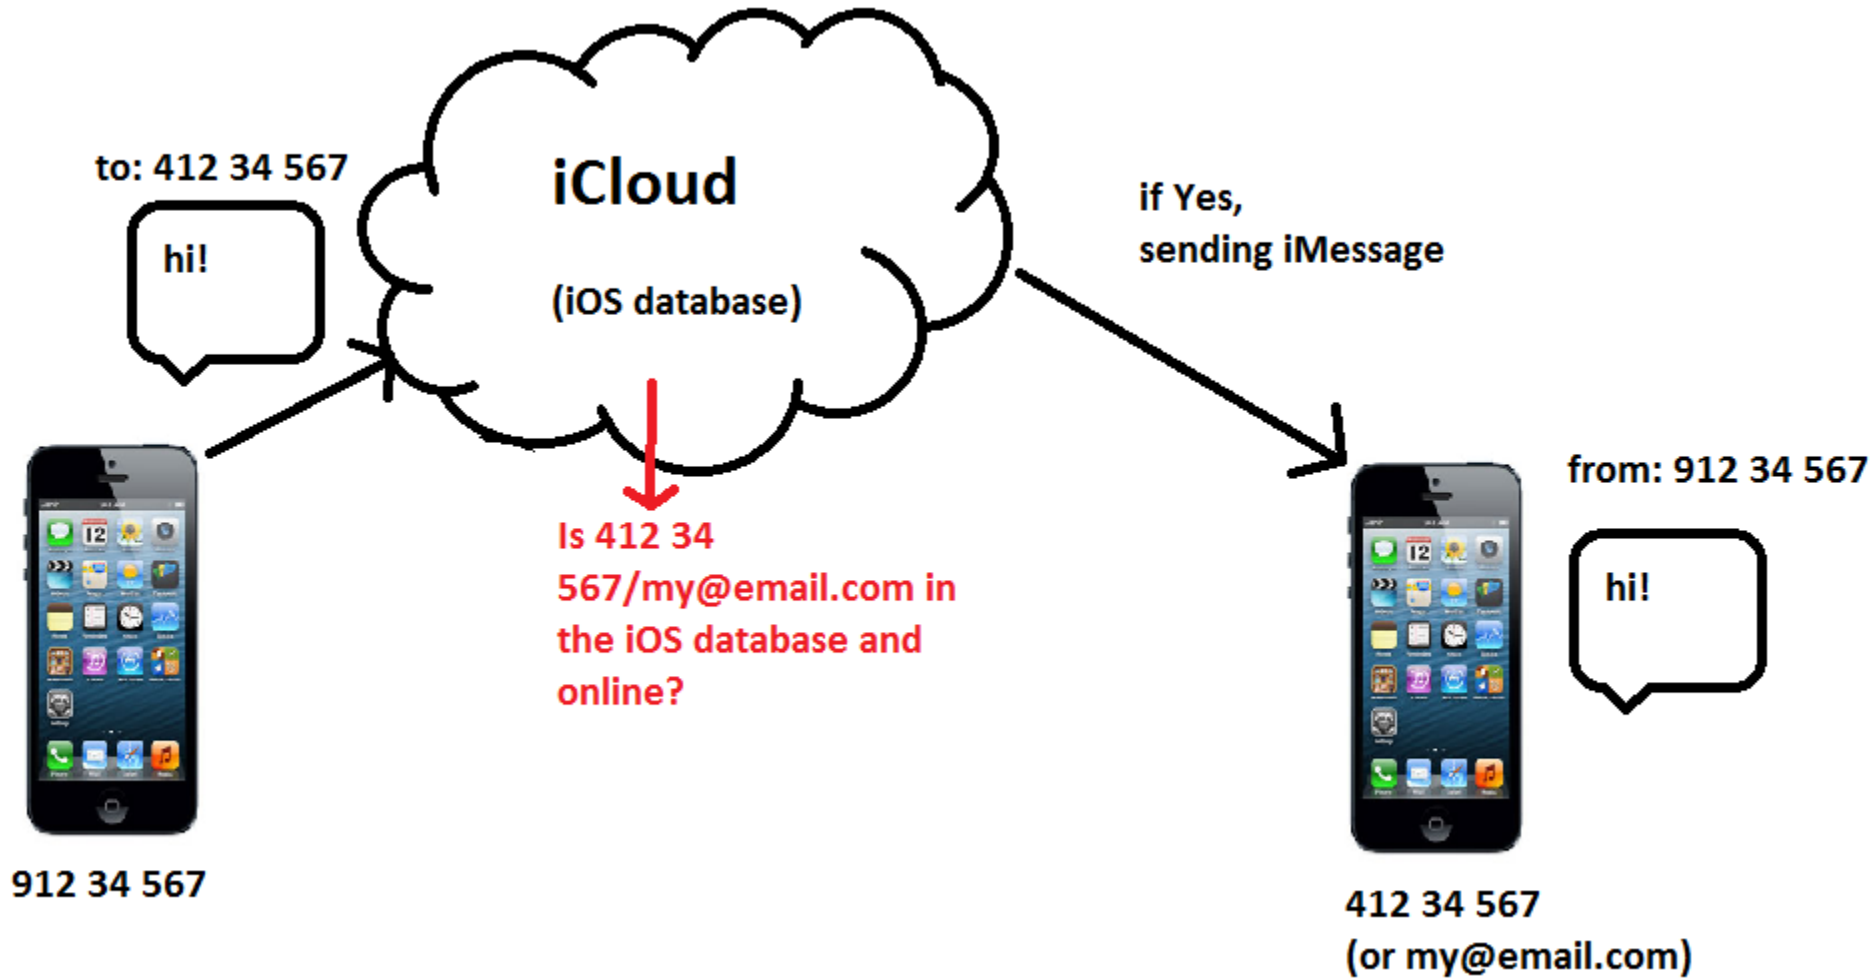 to: 412 34 567
hi!
iCloud
(iOS database)
if Yes,
sending iMessage
Is 412 34
567/my@email.com in
the iOS database and
online?
from: 912 34 567
hi!
12
12
912 34 567
412 34 567
(or my@email.com)